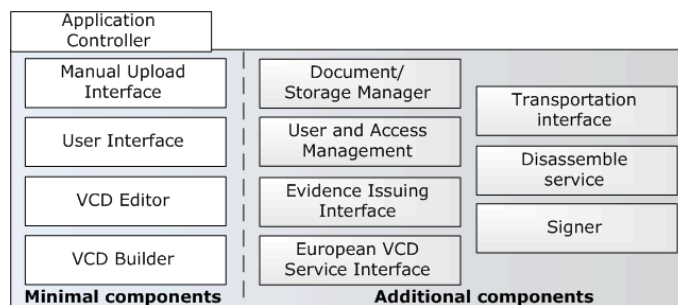 Application
Controller
Manual Upload
Interface
User Interface
VCD Editor
VCD Builder
Minimal components
Document/
Storage Manager
User and Access
Management
Evidence Issuing
Interface
European VCD
Service Interface
Transportation
interface
Disassemble
service
Signer
Additional components